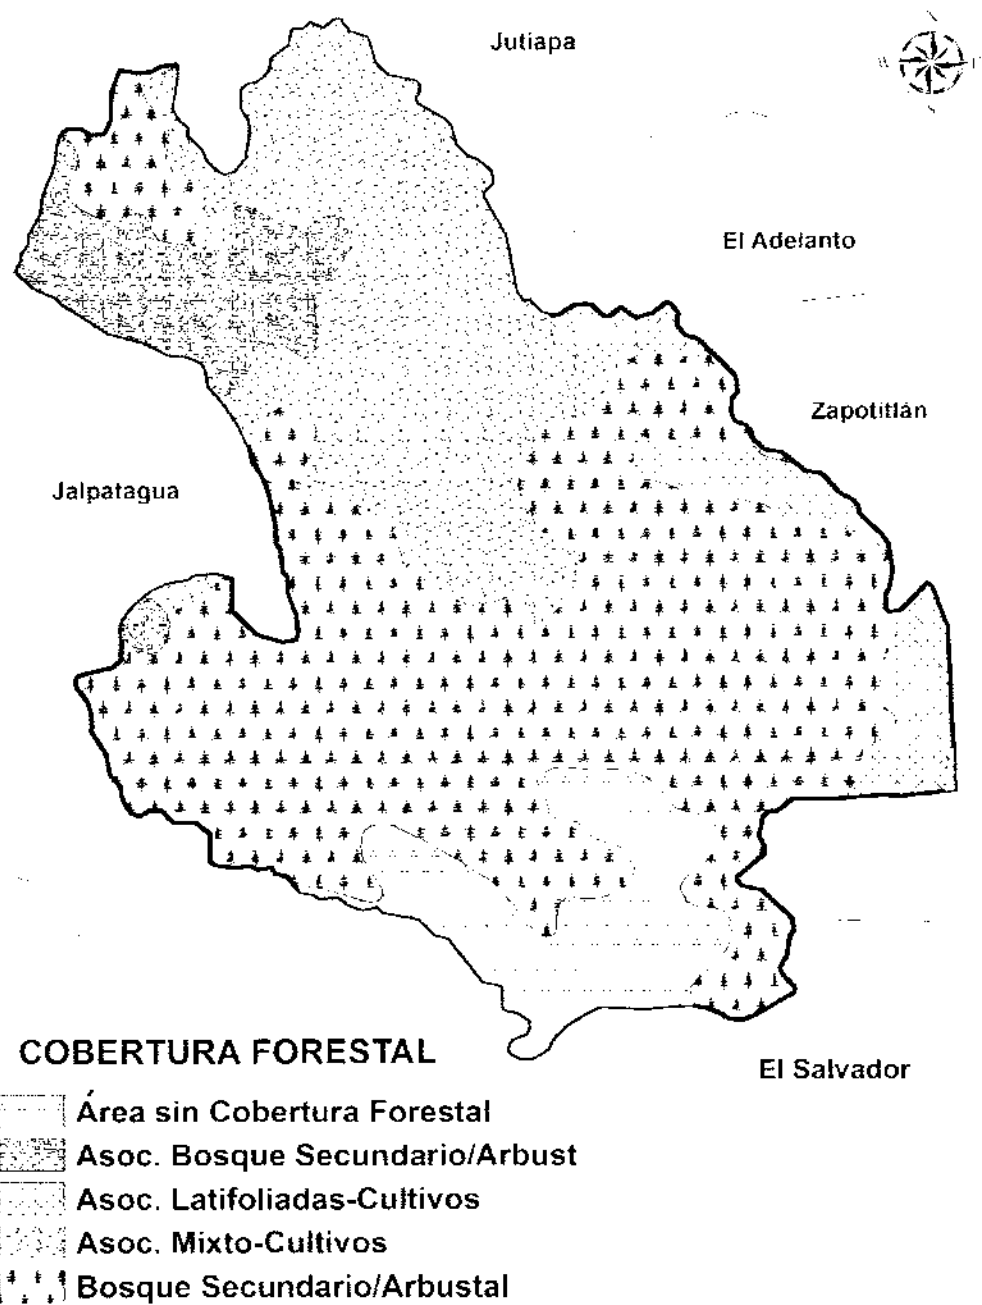 Jutiapa
El Adelanto
Zapotitlán
Jalpatagua
El Salvador
COBERTURA FORESTAL
Área sin Cobertura Forestal
Asoc. Bosque Secundario/Arbust
Asoc. Latifoliadas-Cultivos
Asoc. Mixto-Cultivos
Bosque Secundario/Arbustal